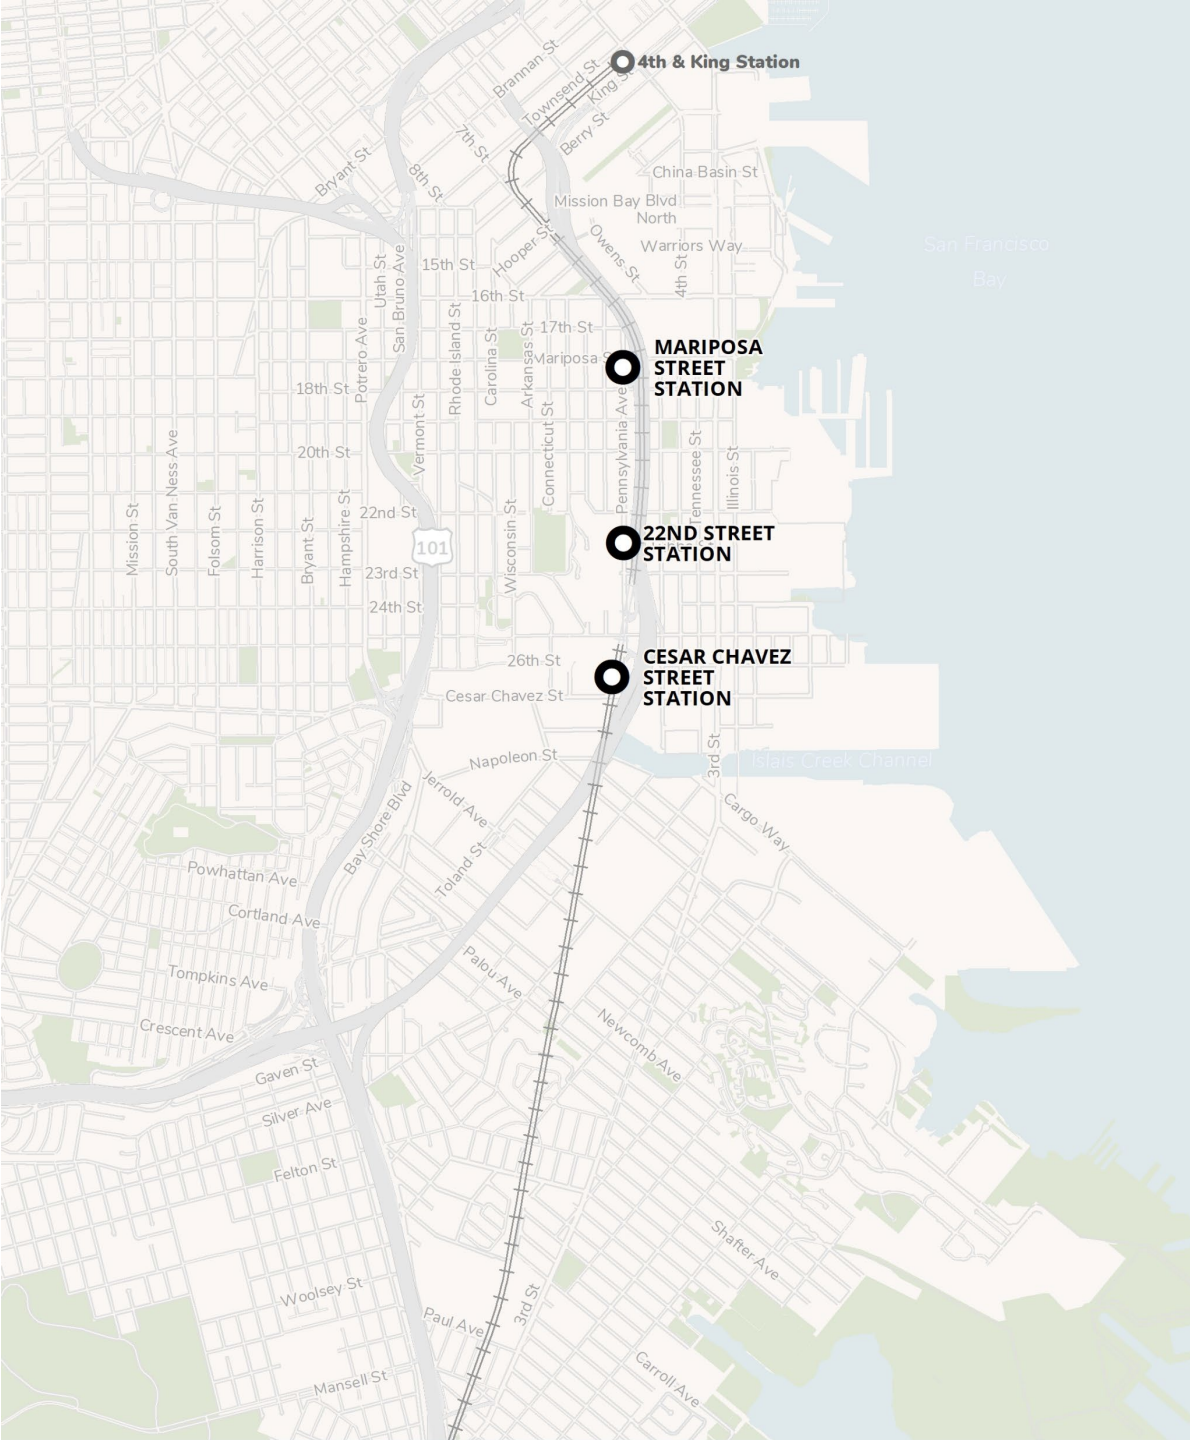 4th & King Station
Brannan St
Townsend St
King St
Berry St
7th St
Bryant St
8th St
China Basin St
Mission Bay Blvd
North
Owens St
Hooper St
Warriors Way
San Francisco
Bay
15th St
4th St
Utah St
San Bruno Ave
16th St
17th St
Rhode Island St
Carolina St
Arkansas St
Potrero Ave
MARIPOSA
STREET
STATION
Mariposa S
18th St
Pennsylvania Ave
Vermont St
Connecticut St
20th St
South Van Ness Ave
Tennessee St
Illinois St
Mission St
Folsom St
Harrison St
Bryant St
Hampshire St
22nd St
Wisconsin St
101
22ND STREET
STATION
23rd St
24th St
26th St
CESAR CHAVEZ
STREET
STATION
Cesar Chavez St
Napoleon St
3rd St
Islais Creek Channel
Jerrold Ave
Cargo Way
Bay Shore Blvd
Toland St
Powhattan Ave
Cortland Ave
Tompkins Ave
Palou Ave
Crescent Ave
Newcomb Ave
Gaven St
Silver Ave
Felton St
Shafter Ave
Woolsey St
3rd St
Paul Ave
Mansell St
Carroll Ave